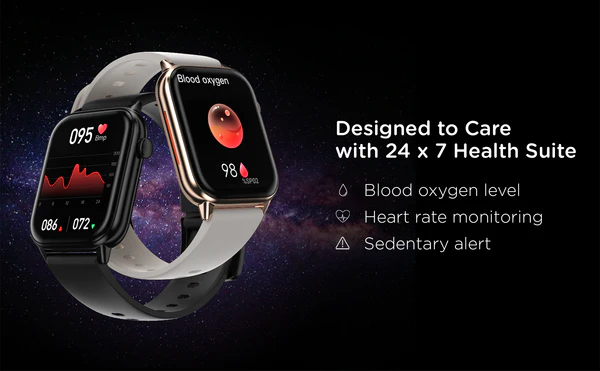 Blood oxygen
98
%SPO2
095
Bmp
086
072
Designed to Care
with 24 x 7 Health Suite
Blood oxygen level
Heart rate monitoring
Sedentary alert